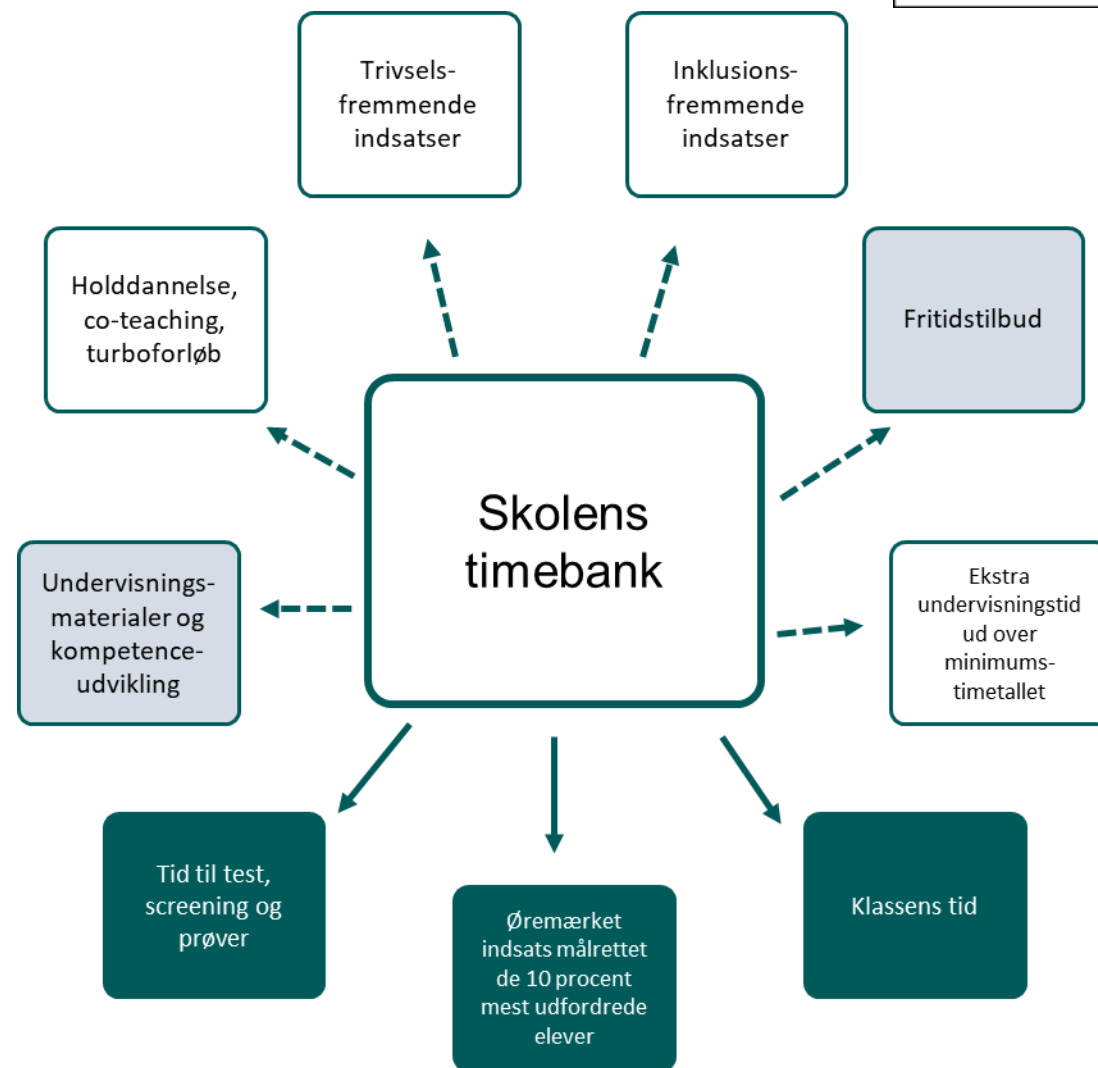 Trivsels-
fremmende
indsatser
Inklusions-
fremmende
indsatser
Holddannelse,
co-teaching,
turboforløb
Fritidstilbud
Skolens
timebank
Undervisnings-
materialer og
kompetence-
udvikling
Ekstra
undervisningstid
ud over
minimums-
timetallet
Tid til test,
screening og
prøver
Øremærket
indsats målrettet
de 10 procent
mest udfordrede
elever
Klassens tid